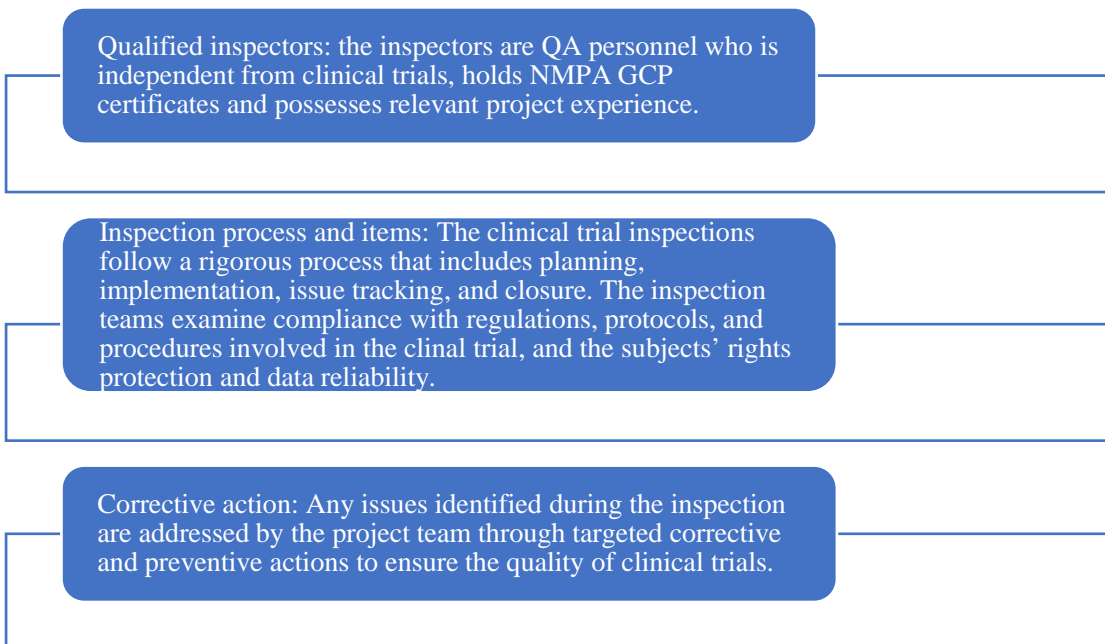 Qualified inspectors: the inspectors are QA personnel who is
independent from clinical trials, holds NMPA GCP
certificates and possesses relevant project experience.
Inspection process and items: The clinical trial inspections
follow a rigorous process that includes planning,
implementation, issue tracking, and closure. The inspection
teams examine compliance with regulations, protocols, and
procedures involved in the clinal trial, and the subjects’ rights
protection and data reliability.
Corrective action: Any issues identified during the inspection
are addressed by the project team through targeted corrective
and preventive actions to ensure the quality of clinical trials.